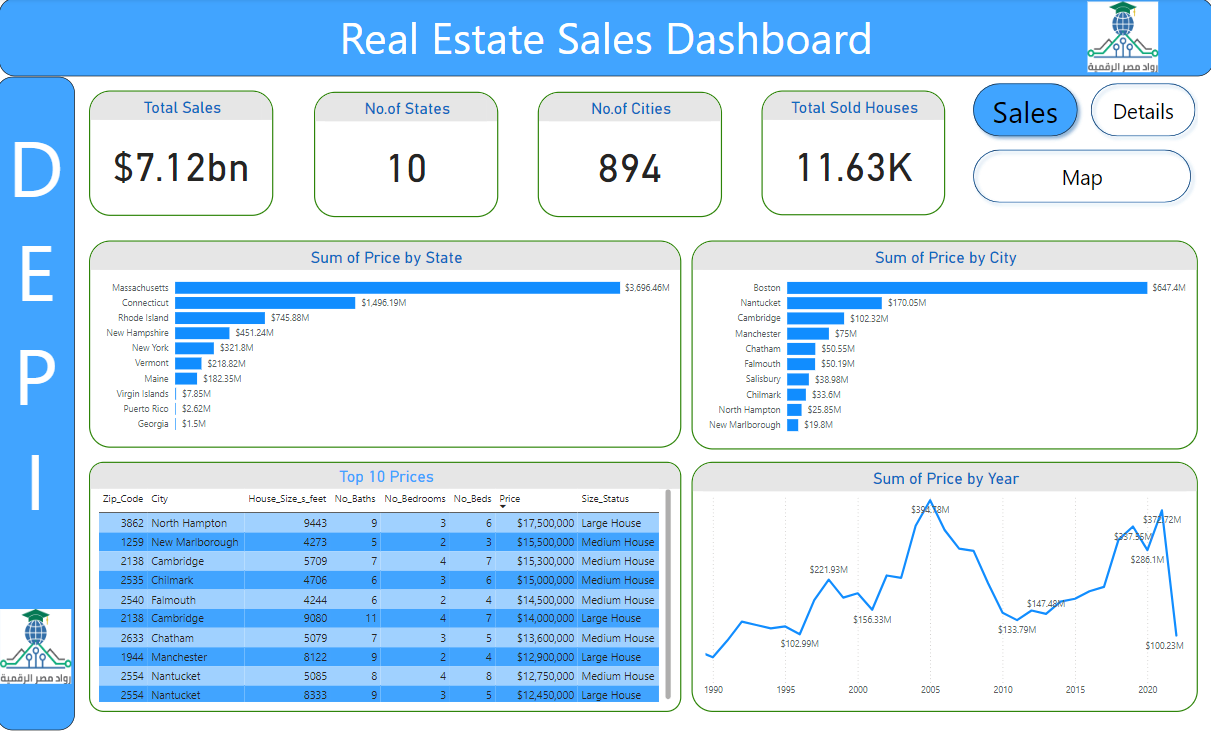 Real Estate Sales Dashboard
رواد مصر الرقمية
D
E
P
I
رواد مصر الرقمية
Total Sales
$7.12bn
No.of States
10
No.of Cities
894
Total Sold Houses
11.63K
Sales
Details
Map
Sum of Price by State
Massachusetts $3,696.46M
Connecticut $1,496.19M
Rhode Island $745.88M
New Hampshire $451.24M
New York $321.8M
Vermont $218.82M
Maine $182.35M
Virgin Islands $7.85M
Puerto Rico $2.62M
Georgia $1.5M
Sum of Price by City
Boston $647.4M
Nantucket $170.05M
Cambridge $102.32M
Manchester $75M
Chatham $50.55M
Falmouth $50.19M
Salisbury $38.98M
Chilmark $33.6M
North Hampton $25.85M
New Marlborough $19.8M
Top 10 Prices
Zip_Code City House_Size_s_feet No_Baths No_Bedrooms No_Beds Price Size_Status
3862 North Hampton 9443 9 3 6 $17,500,000 Large House
1259 New Marlborough 4273 5 2 3 $15,500,000 Medium House
2138 Cambridge 5709 7 4 7 $15,300,000 Medium House
2535 Chilmark 4706 6 3 6 $15,000,000 Medium House
2540 Falmouth 4244 6 2 4 $14,500,000 Medium House
2138 Cambridge 9080 11 4 7 $14,000,000 Large House
2633 Chatham 5079 7 3 5 $13,600,000 Medium House
1944 Manchester 8122 9 2 4 $12,900,000 Large House
2554 Nantucket 5085 8 4 8 $12,750,000 Medium House
2554 Nantucket 8333 9 3 5 $12,450,000 Large House
Sum of Price by Year
$221.93M
$102.99M
$156.33M
$133.79M
$147.48M
$286.1M
$100.23M
1990 1995 2000 2005 2010 2015 2020